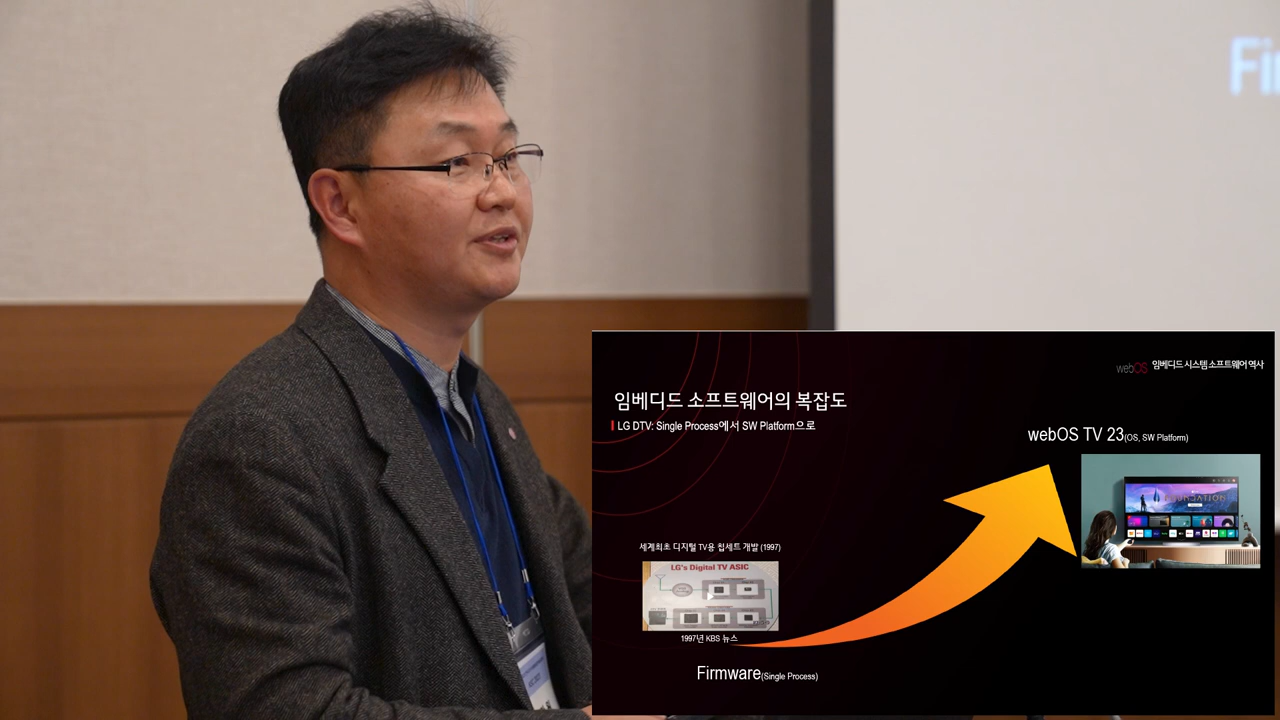 Fi
webOS 임베디드 시스템 소프트웨어 역사
임베디드 소프트웨어의 복잡도
LG DTV: Single Process에서 SW Platform으로
webOS TV 23(OS, SW Platform)
FOUNDATION
세계최초 디지털 TV용 칩세트 개발 (1997)
LG's Digital TV ASIC
1997년 KBS 뉴스
Firmware(Single Process)